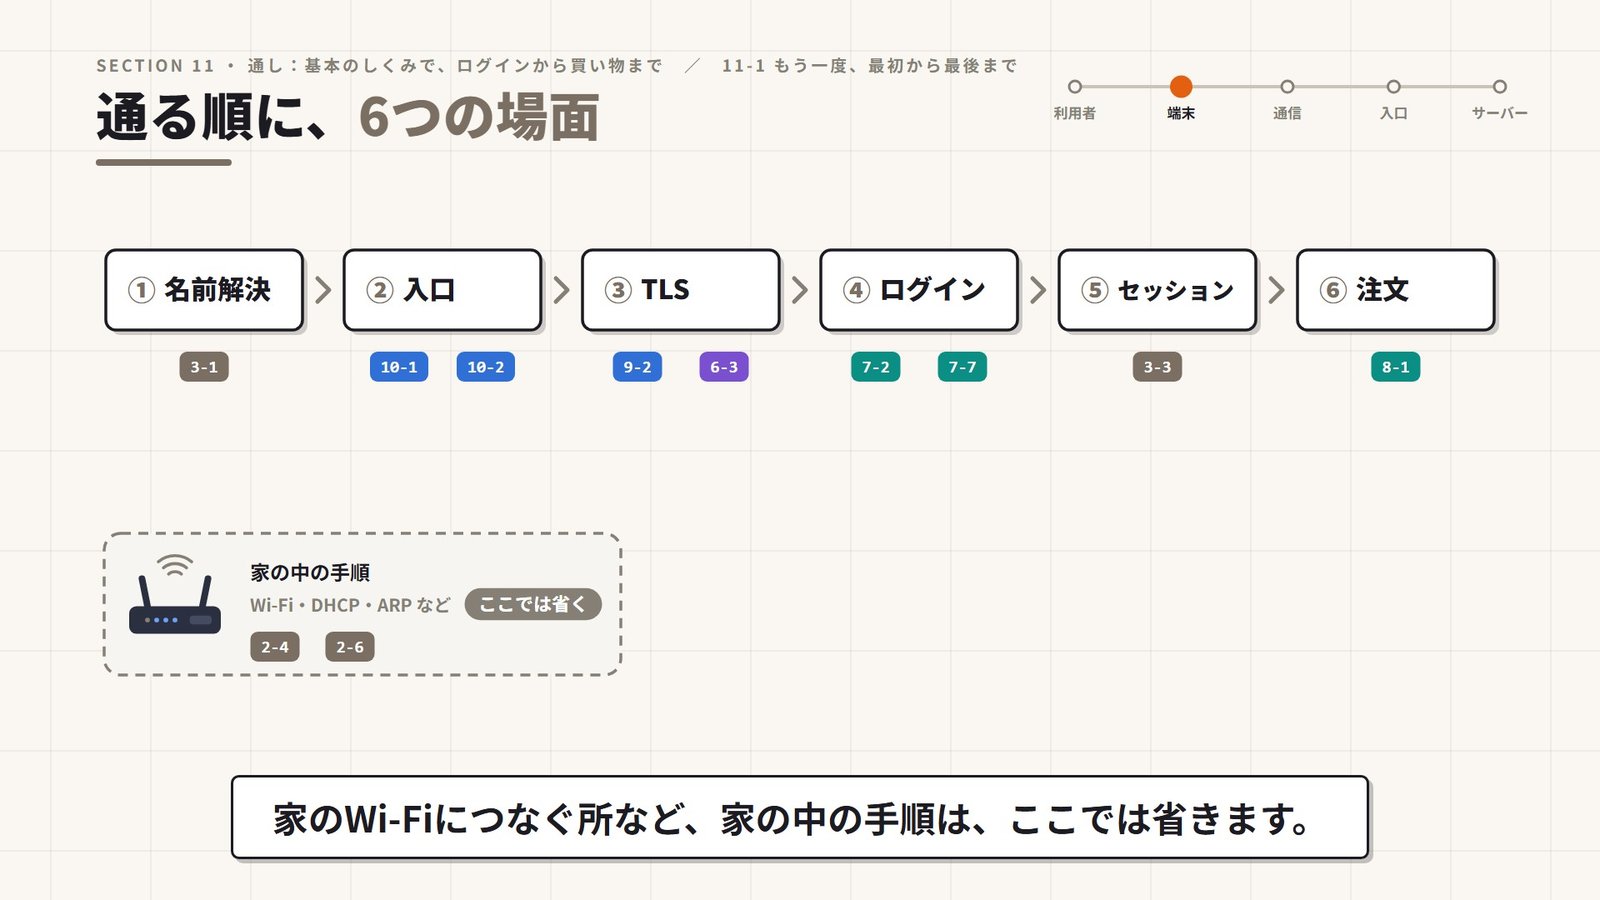 SECTION 11 ・ 通し：基本のしくみで、ログインから買い物まで ／ 11-1 もう一度、最初から最後まで
通る順に、6つの場面
利用者 端末 通信 入口 サーバー
① 名前解決
② 入口
③ TLS
④ ログイン
⑤ セッション
⑥ 注文
3-1
10-1 10-2
9-2 6-3
7-2 7-7
3-3
8-1
家の中の手順
Wi-Fi・DHCP・ARP など ここでは省く
2-4 2-6
家のWi-Fiにつなぐ所など、家の中の手順は、ここでは省きます。